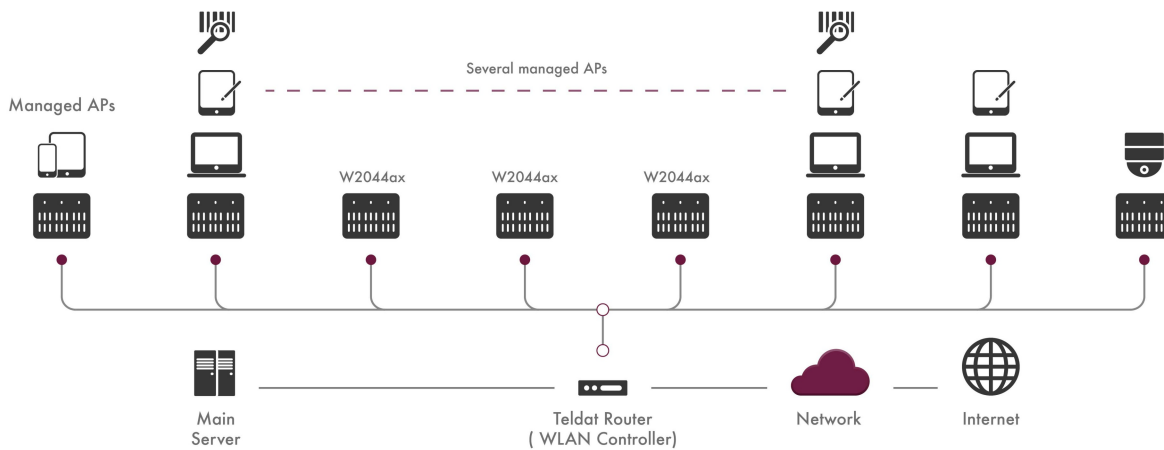 Several managed APs
Managed APs
W2044ax
W2044ax
W2044ax
Main
Server
Teldat Router
( WLAN Controller)
Network
Internet